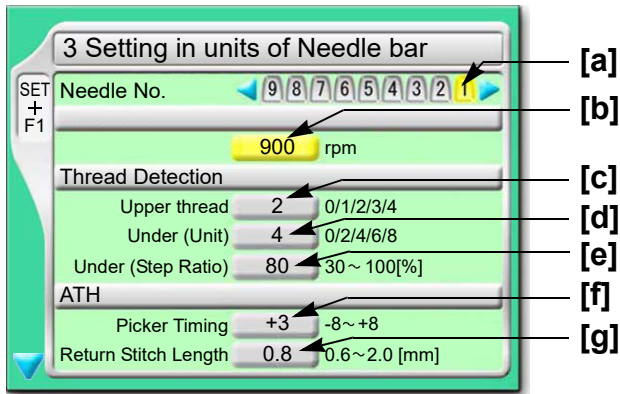 3 Setting in units of Needle bar
[a]
SET
+
F1
Needle No. 9 8 7 6 5 4 3 2 1
[b]
900 rpm
Thread Detection
[c]
Upper thread 2 0/1/2/3/4
[d]
Under (Unit) 4 0/2/4/6/8
[e]
Under (Step Ratio) 80 30~100[%]
ATH
[f]
Picker Timing +3 -8~+8
[g]
Return Stitch Length 0.8 0.6~2.0 [mm]